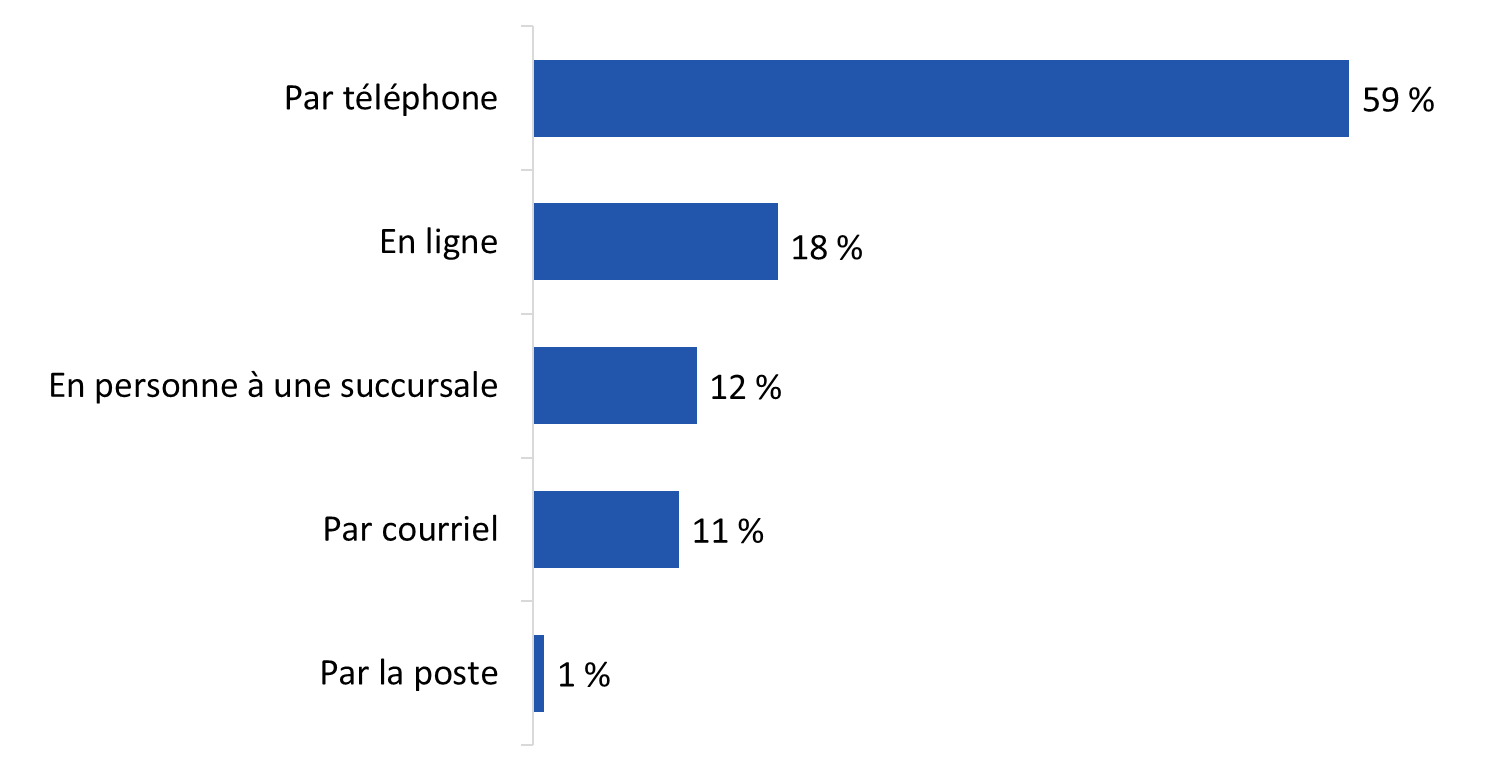 Par téléphone 59 %
En ligne 18 %
En personne à une succursale 12 %
Par courriel 11 %
Par la poste 1 %